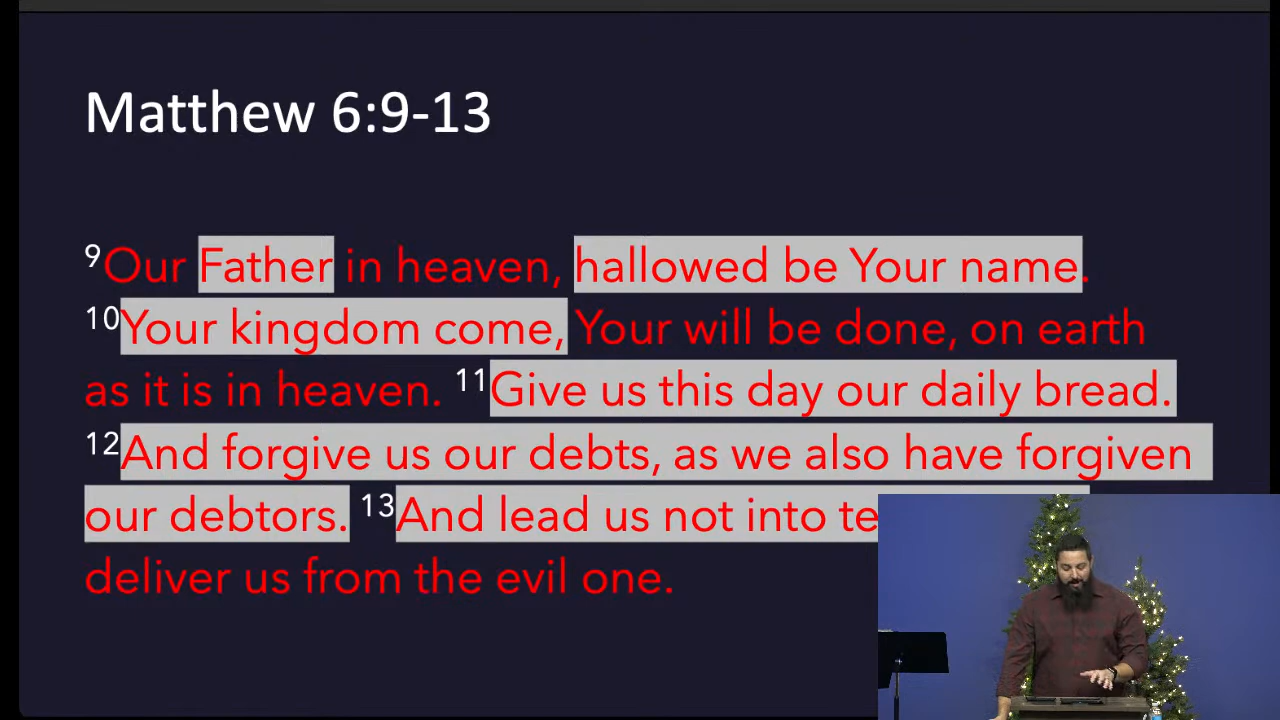 Matthew 6:9-13
9Our Father in heaven, hallowed be Your name.
10Your kingdom come, Your will be done, on earth
as it is in heaven. 11Give us this day our daily bread.
12And forgive us our debts, as we also have forgiven
our debtors. 13And lead us not into
deliver us from the evil one.